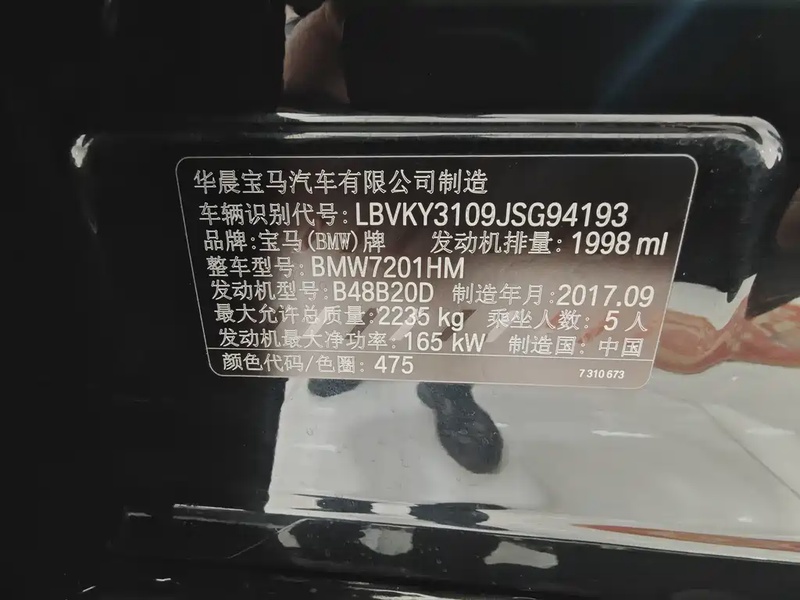 华晨宝马汽车有限公司制造
车辆识别代号: LBVKY3109JSG94193
品牌:宝马(BMW)牌 发动机排量: 1998 ml
整车型号: BMW7201HM
发动机型号: B48B20D 制造年月: 2017.09
最大允许总质量: 2235 kg 乘坐人数: 5 人
发动机最大净功率: 165 kW 制造国: 中国
颜色代码/色圈: 475 7 310 673